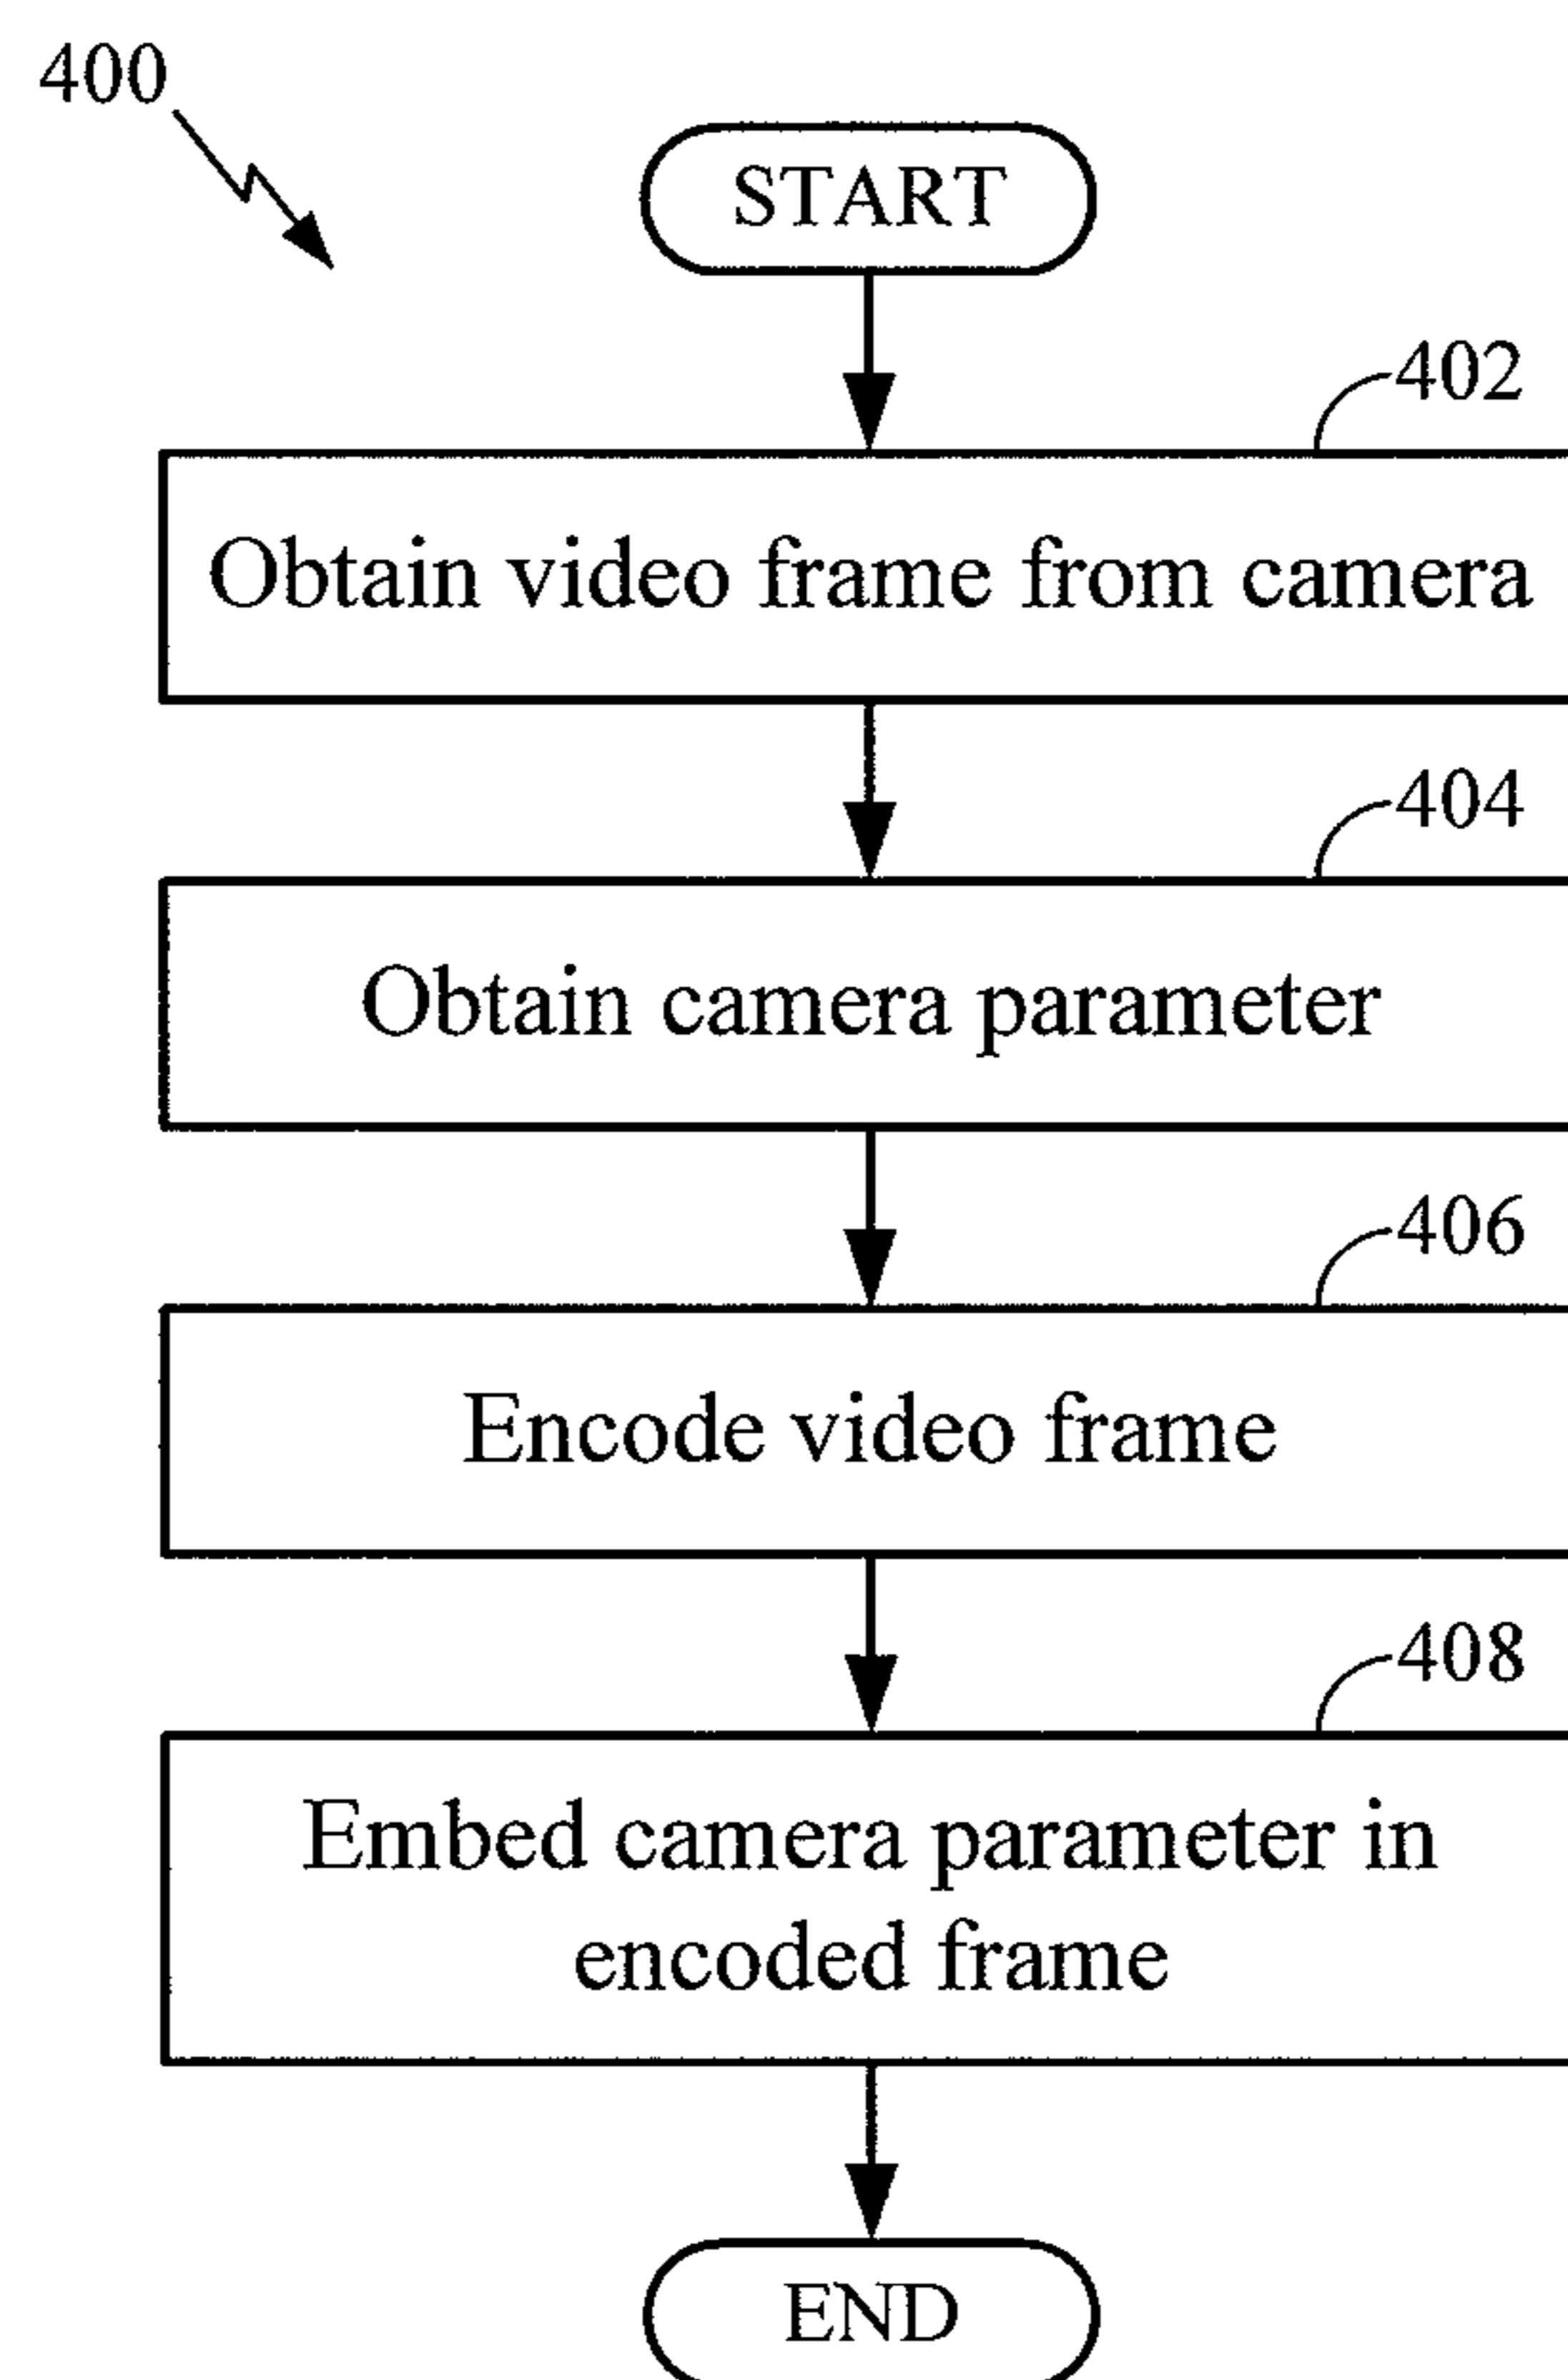 400
START
402
Obtain video frame from camera
404
Obtain camera parameter
406
Encode video frame
408
Embed camera parameter in
encoded frame
END